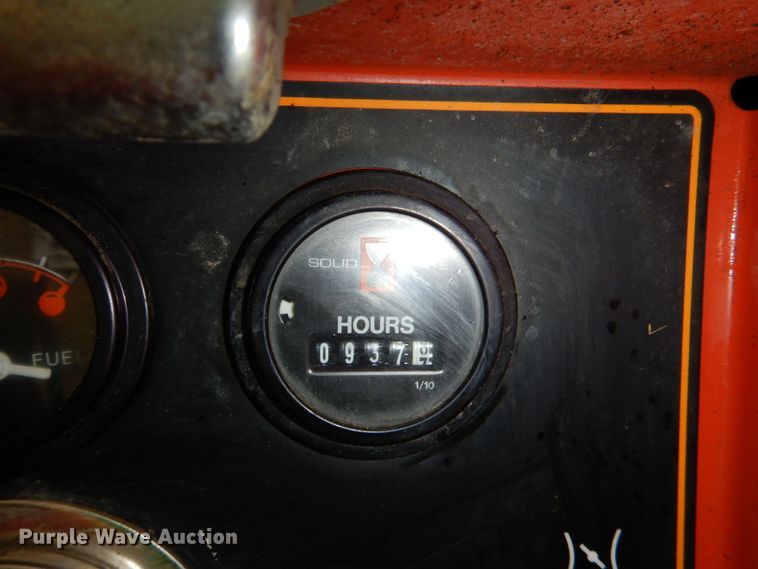 SOLID
HOURS
0937
1/10
FUEL
Purple Wave Auction